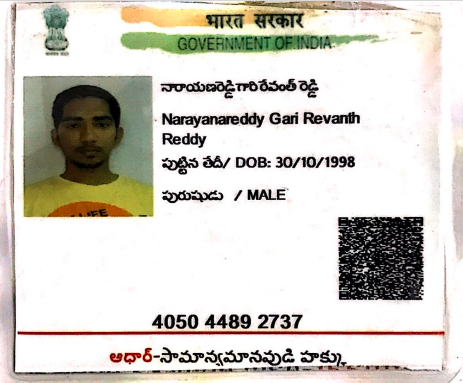 भारत सरकार
GOVERNMENT OF INDIA
నారాయణరెడ్డిగారి రేవంత్ రెడ్డి
Narayanareddy Gari Revanth
Reddy
పుట్టిన తేదీ/ DOB: 30/10/1998
పురుషుడు / MALE
LIFE
4050 4489 2737
ఆధార్-సామాన్యమానవుడి హక్కు